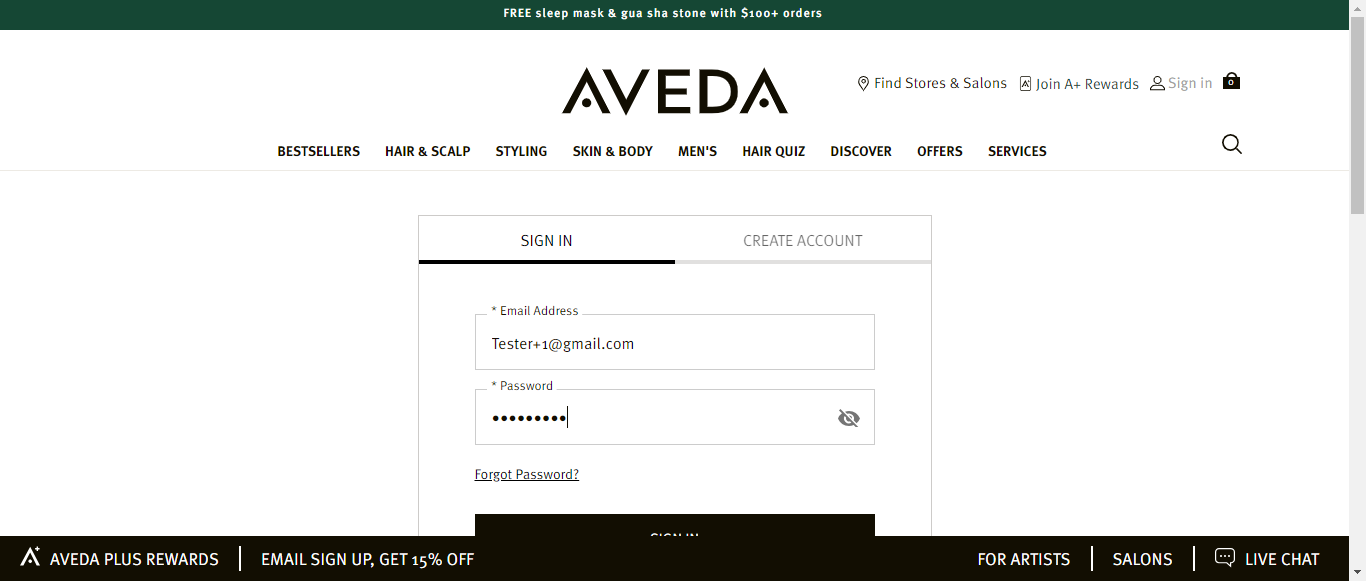 FREE sleep mask & gua sha stone with $100+ orders
AVEDA
Find Stores & Salons Join A+ Rewards Sign in 0
BESTSELLERS HAIR & SCALP STYLING SKIN & BODY MEN'S HAIR QUIZ DISCOVER OFFERS SERVICES
SIGN IN CREATE ACCOUNT
* Email Address
Tester+1@gmail.com
* Password
•••••••••
Forgot Password?
SIGN IN
AVEDA PLUS REWARDS EMAIL SIGN UP, GET 15% OFF FOR ARTISTS SALONS LIVE CHAT